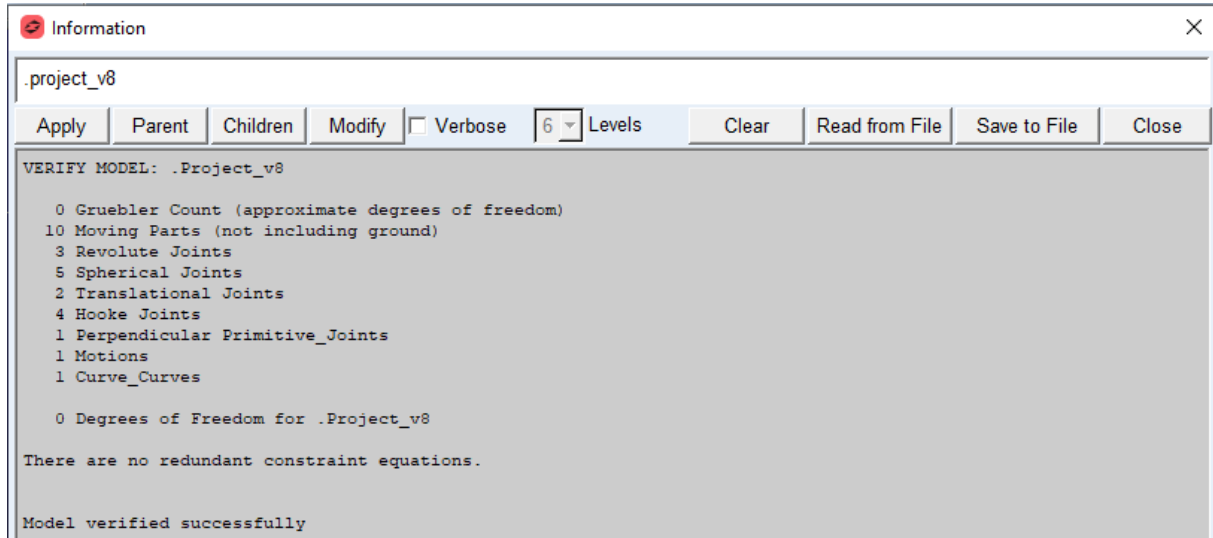 Information
.project_v8
Apply Parent Children Modify Verbose 6 Levels Clear Read from File Save to File Close
VERIFY MODEL: .Project_v8
0 Gruebler Count (approximate degrees of freedom)
10 Moving Parts (not including ground)
3 Revolute Joints
5 Spherical Joints
2 Translational Joints
4 Hooke Joints
1 Perpendicular Primitive_Joints
1 Motions
1 Curve_Curves
0 Degrees of Freedom for .Project_v8
There are no redundant constraint equations.
Model verified successfully